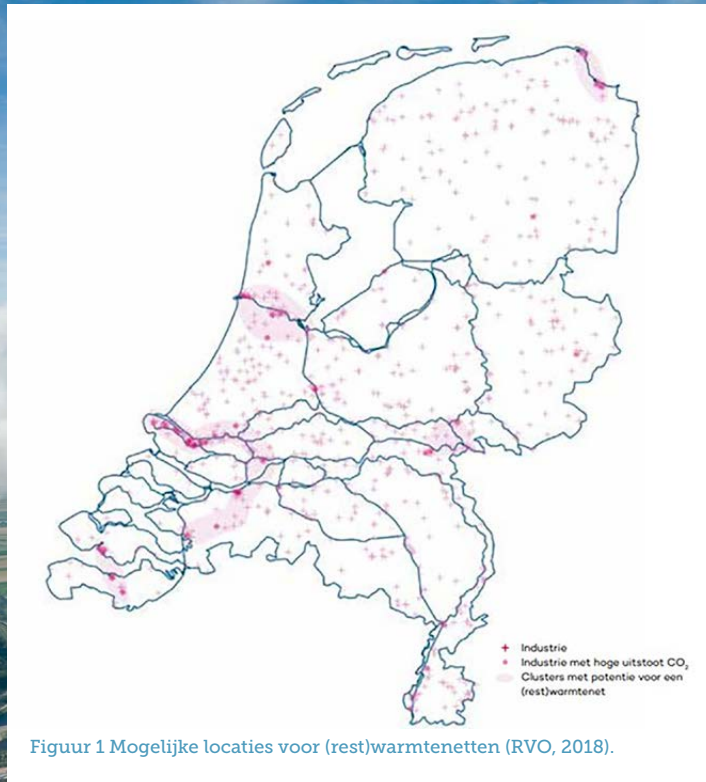 Industrie
Industrie met hoge uitstoot CO₂
Clusters met potentie voor een
(rest)warmtenet
Figuur 1 Mogelijke locaties voor (rest)warmtenetten (RVO, 2018).